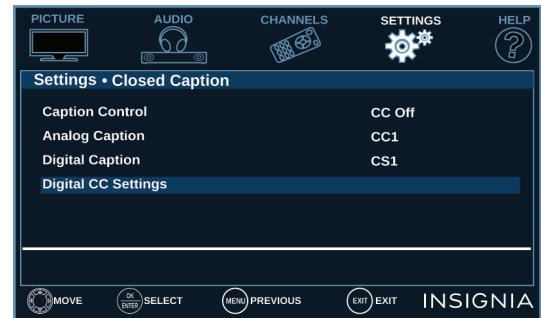 PICTURE AUDIO CHANNELS SETTINGS HELP
Settings • Closed Caption
Caption Control CC Off
Analog Caption CC1
Digital Caption CS1
Digital CC Settings
MOVE OK ENTER SELECT MENU PREVIOUS EXIT EXIT INSIGNIA